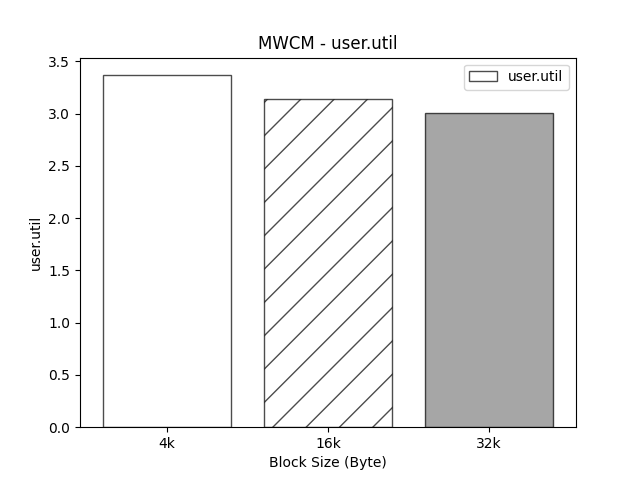 MWCM - user.util
user.util
3.5
3.0
2.5
2.0
1.5
1.0
0.5
0.0
user.util
4k
16k
32k
Block Size (Byte)